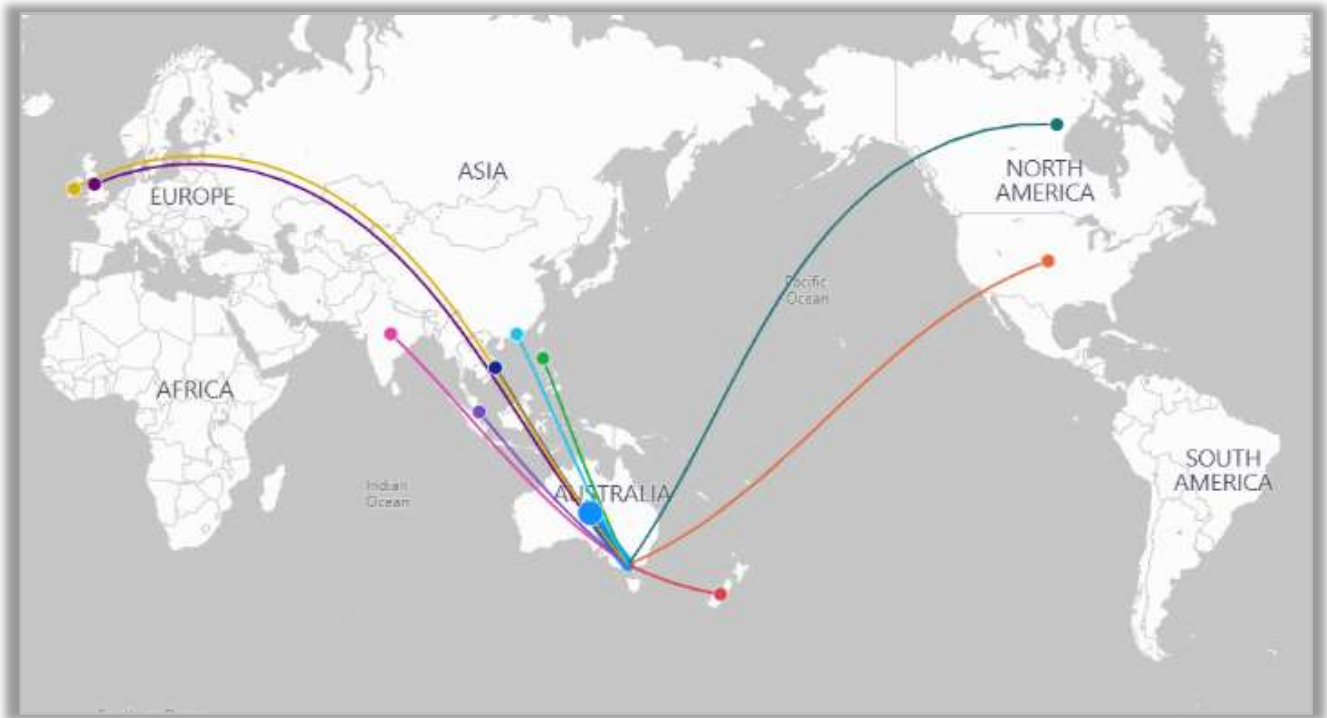 ASIA
EUROPE
NORTH
AMERICA
Pacific
Ocean
AFRICA
SOUTH
AMERICA
Indian
Ocean
AUSTRALIA